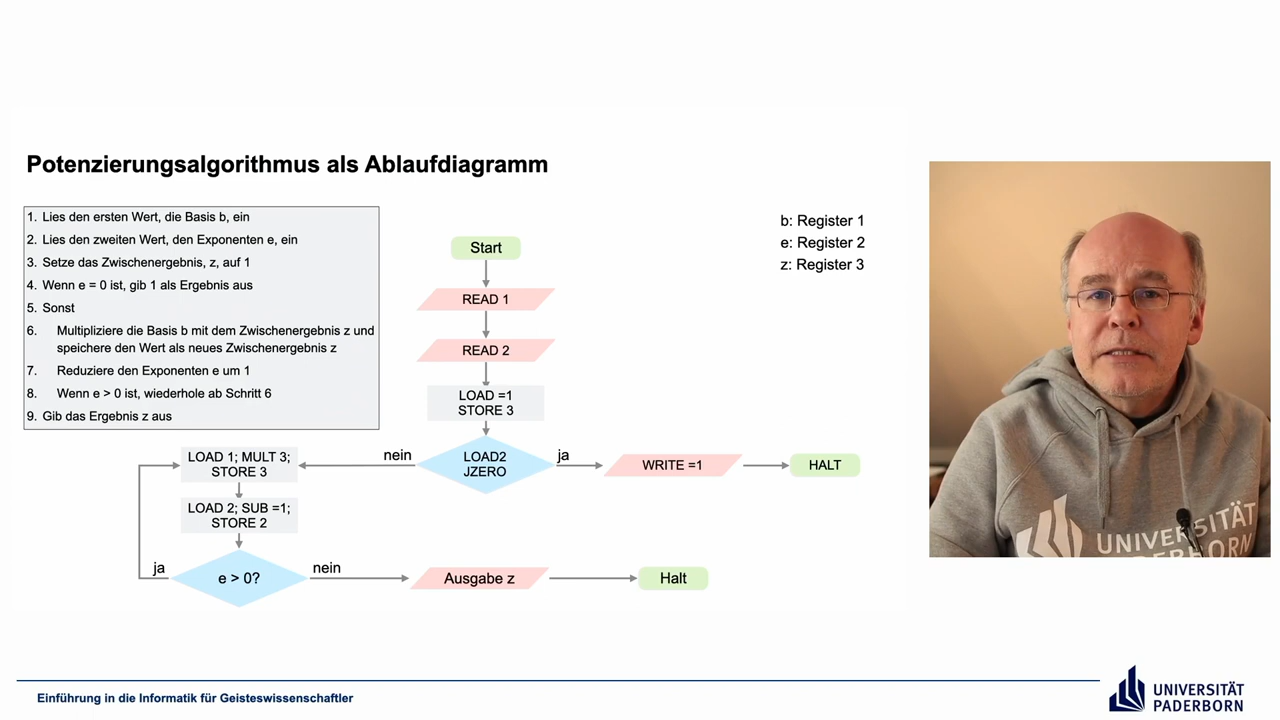 Potenzierungsalgorithmus als Ablaufdiagramm
1. Lies den ersten Wert, die Basis b, ein
2. Lies den zweiten Wert, den Exponenten e, ein
3. Setze das Zwischenergebnis, z, auf 1
4. Wenn e = 0 ist, gib 1 als Ergebnis aus
5. Sonst
6. Multipliziere die Basis b mit dem Zwischenergebnis z und
speichere den Wert als neues Zwischenergebnis z
7. Reduziere den Exponenten e um 1
8. Wenn e > 0 ist, wiederhole ab Schritt 6
9. Gib das Ergebnis z aus
b: Register 1
e: Register 2
z: Register 3
Start
READ 1
READ 2
LOAD =1
STORE 3
LOAD2
JZERO
ja
WRITE =1
HALT
nein
LOAD 1; MULT 3;
STORE 3
LOAD 2; SUB =1;
STORE 2
e > 0?
ja
nein
Ausgabe z
Halt
UNIVERSITÄT
PADERBORN
Einführung in die Informatik für Geisteswissenschaftler
UNIVERSITÄT
PADERBORN